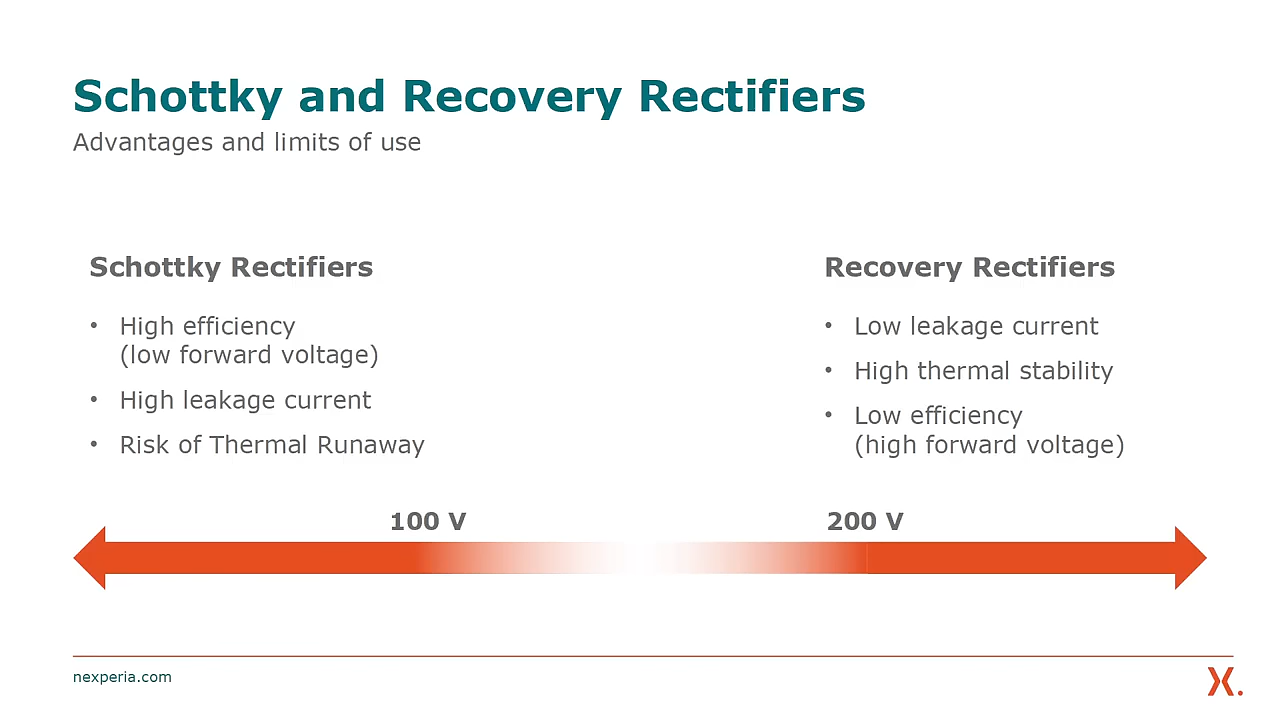 Schottky and Recovery Rectifiers
Advantages and limits of use
Schottky Rectifiers
• High efficiency
(low forward voltage)
• High leakage current
• Risk of Thermal Runaway
Recovery Rectifiers
• Low leakage current
• High thermal stability
• Low efficiency
(high forward voltage)
100 V
200 V
nexperia.com